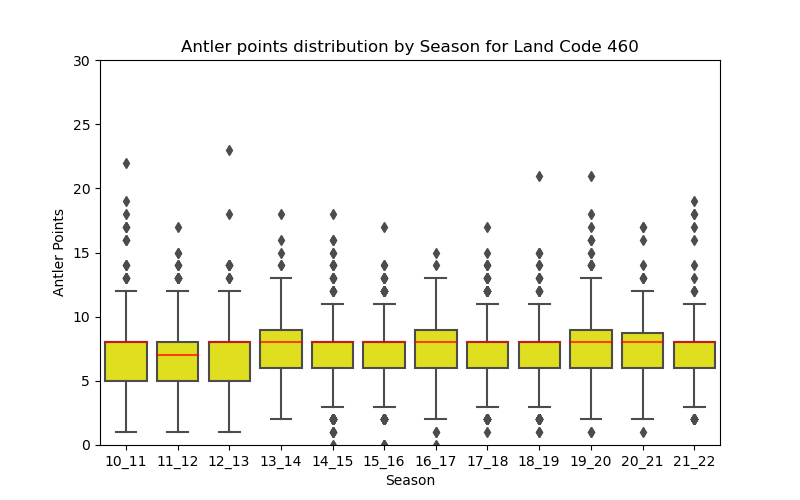 Antler points distribution by Season for Land Code 460
30
25
20
15
10
5
0
Antler Points
10_11 11_12 12_13 13_14 14_15 15_16 16_17 17_18 18_19 19_20 20_21 21_22
Season